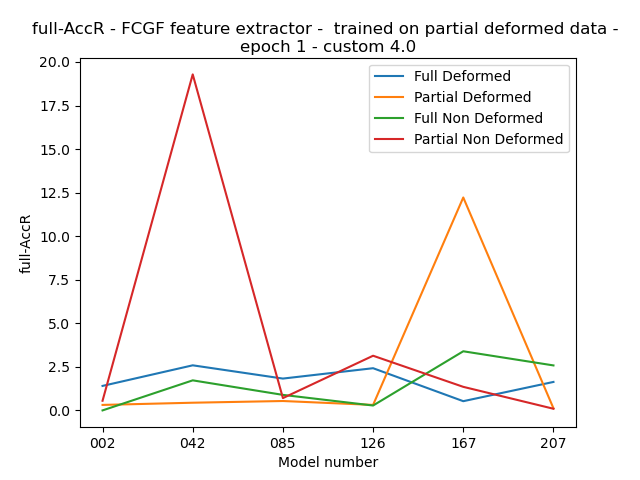 full-AccR - FCGF feature extractor -  trained on partial deformed data -
epoch 1 - custom 4.0
20.0
17.5
15.0
12.5
10.0
7.5
5.0
2.5
0.0
full-AccR
Full Deformed
Partial Deformed
Full Non Deformed
Partial Non Deformed
002 042 085 126 167 207
Model number